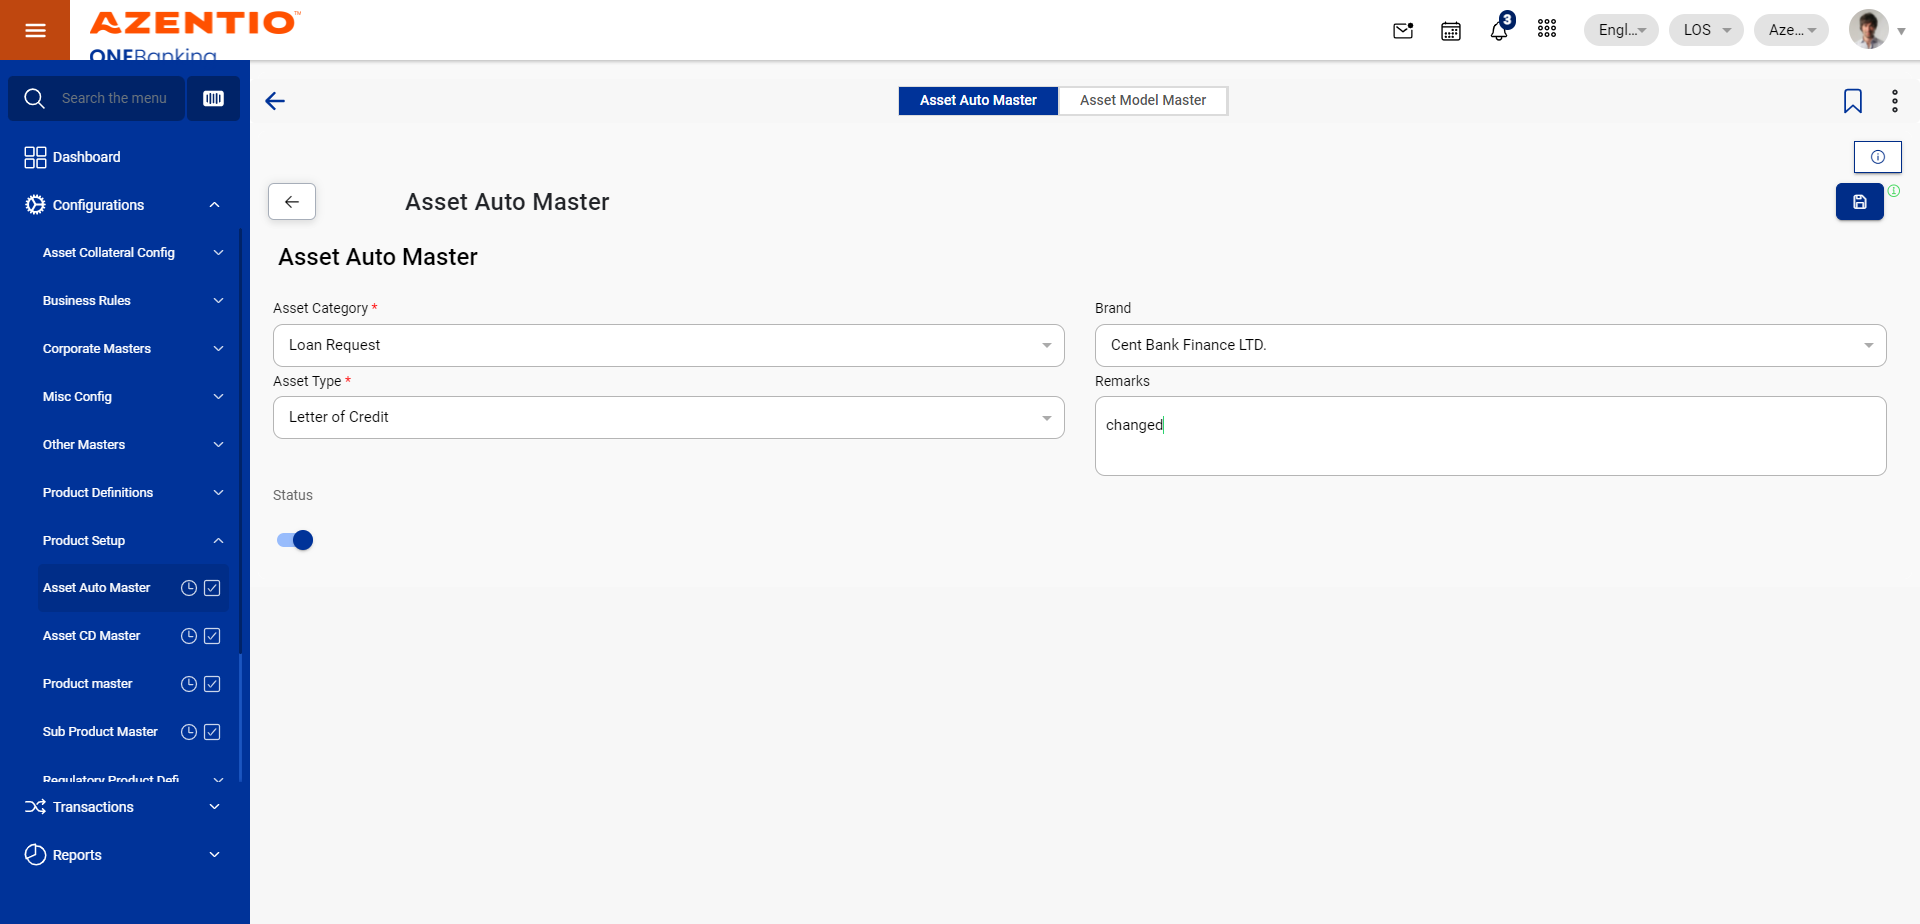 AZENTIO™
ONEBanking
3
Engl...
LOS
Aze...
Search the menu
Dashboard
Configurations
Asset Collateral Config
Business Rules
Corporate Masters
Misc Config
Other Masters
Product Definitions
Product Setup
Asset Auto Master
Asset CD Master
Product master
Sub Product Master
Regulatory Product Defi
Transactions
Reports
Asset Auto Master
Asset Model Master
Asset Auto Master
Asset Auto Master
Asset Category *
Loan Request
Brand
Cent Bank Finance LTD.
Asset Type *
Letter of Credit
Remarks
changed
Status